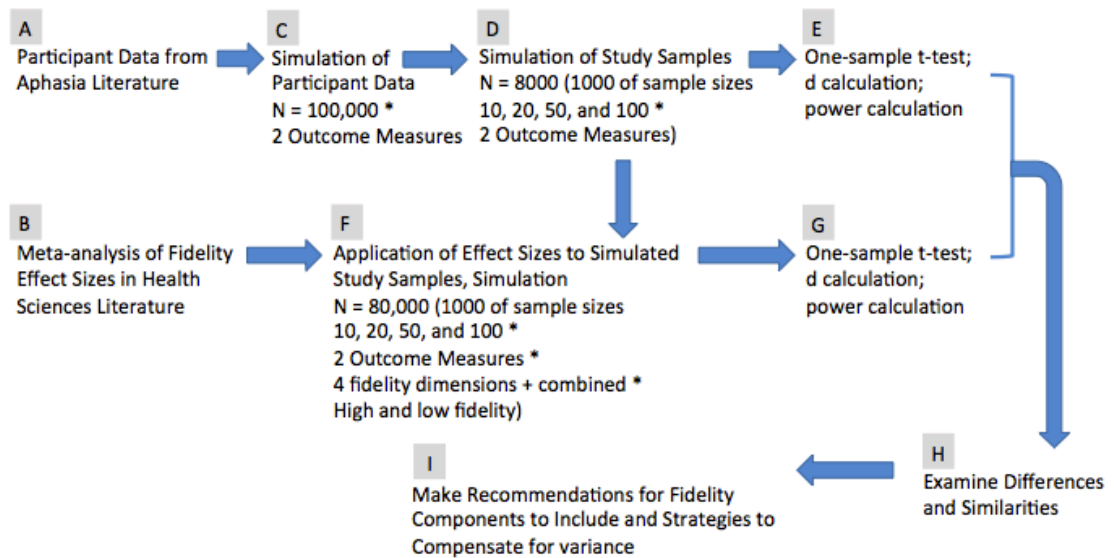 A
Participant Data from
Aphasia Literature
C
Simulation of
Participant Data
N = 100,000 *
2 Outcome Measures
D
Simulation of Study Samples
N = 8000 (1000 of sample sizes
10, 20, 50, and 100 *
2 Outcome Measures)
E
One-sample t-test;
d calculation;
power calculation
B
Meta-analysis of Fidelity
Effect Sizes in Health
Sciences Literature
F
Application of Effect Sizes to Simulated
Study Samples, Simulation
N = 80,000 (1000 of sample sizes
10, 20, 50, and 100 *
2 Outcome Measures *
4 fidelity dimensions + combined *
High and low fidelity)
G
One-sample t-test;
d calculation;
power calculation
H
Examine Differences
and Similarities
I
Make Recommendations for Fidelity
Components to Include and Strategies to
Compensate for variance